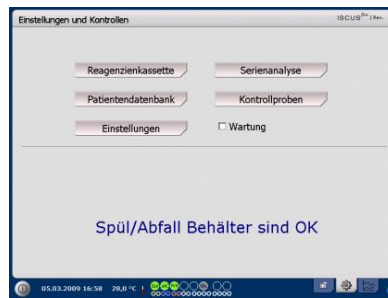 Einstellungen und Kontrollen
Reagenzienkassette
Serienanalyse
Patientendatenbank
Kontrollproben
Einstellungen
Wartung
Spül/Abfall Behälter sind OK
05.03.2009 16:58 28,0 °C